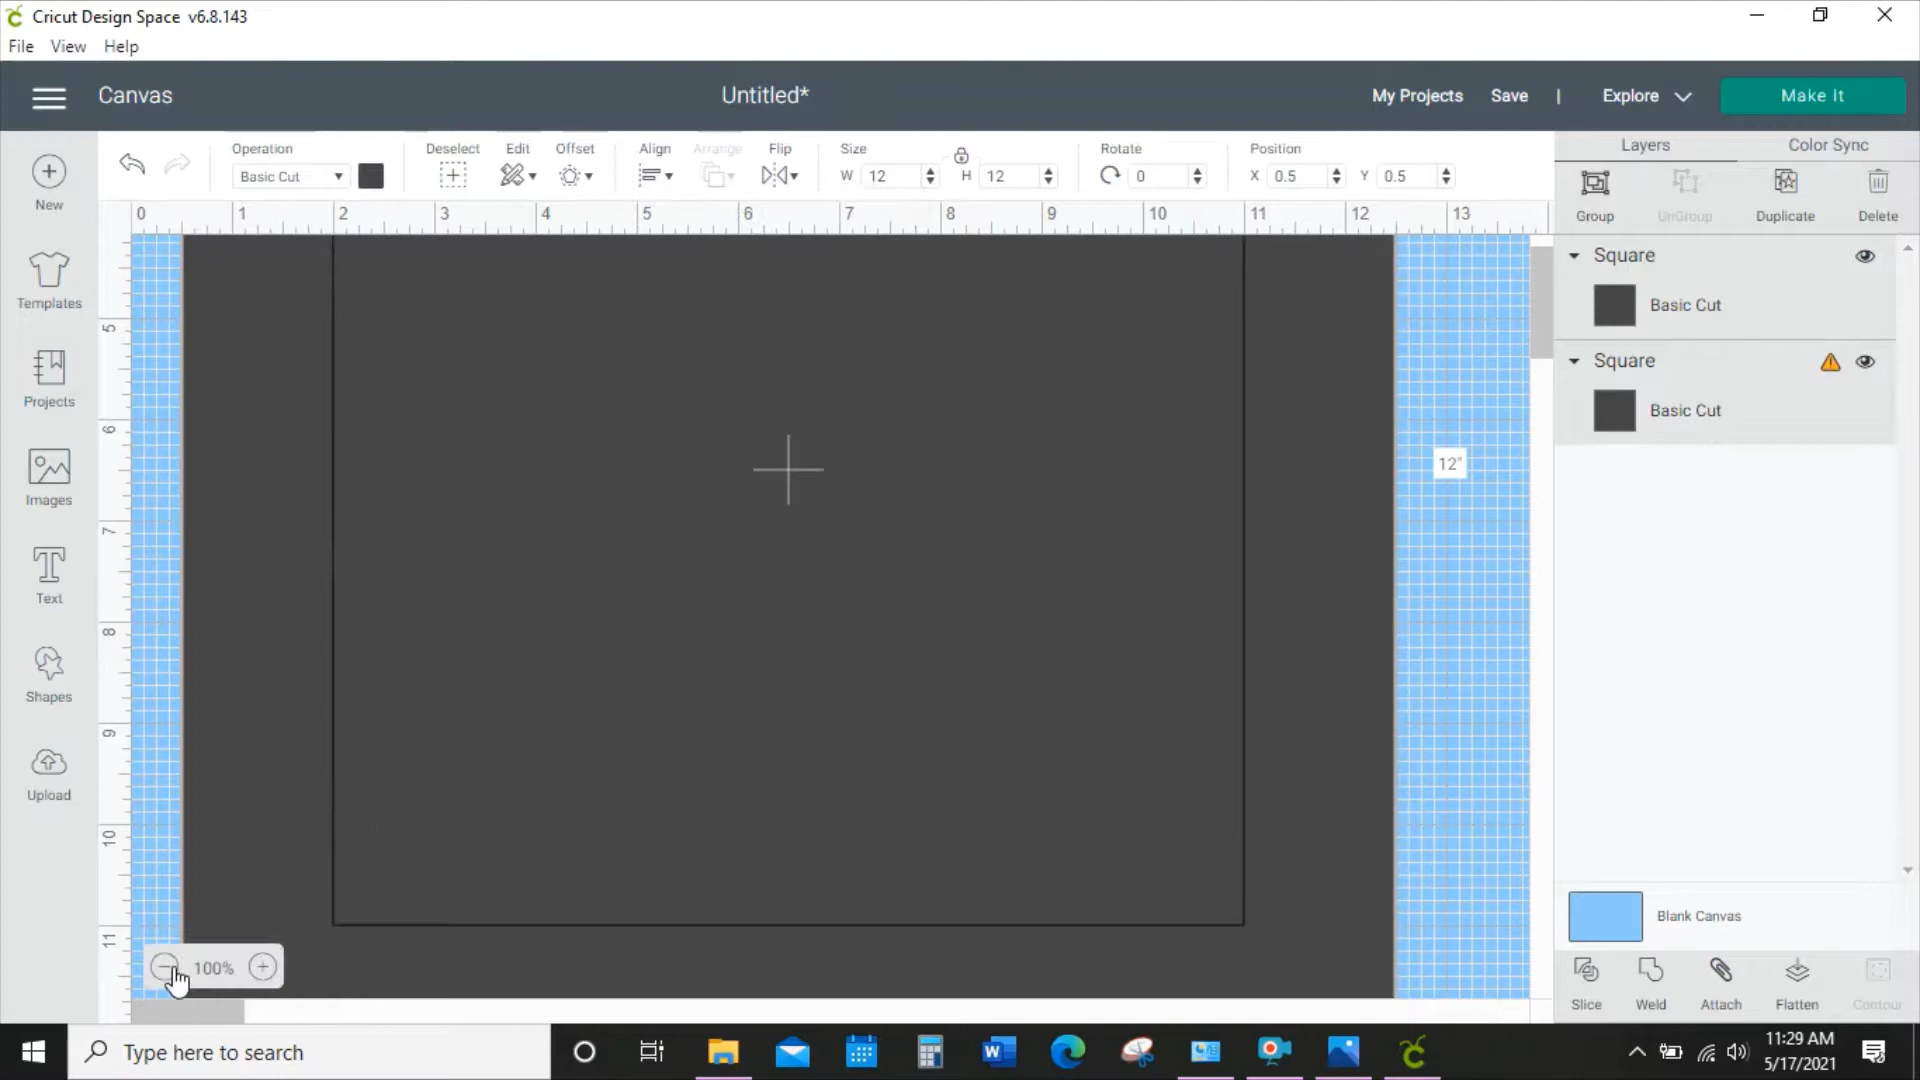 Cricut Design Space v6.8.143
File View Help
Canvas
Untitled*
My Projects Save | Explore Make It
Operation Deselect Edit Offset Align Arrange Flip Size Rotate Position
Basic Cut W 12 H 12 0 X 0.5 Y 0.5
Layers Color Sync
Group UnGroup Duplicate Delete
New
Templates
Projects
Images
Text
Shapes
Upload
0 1 2 3 4 5 6 7 8 9 10 11 12 13
5
6
7
8
9
10
11
12"
100%
Square
Basic Cut
Square
Basic Cut
Blank Canvas
Slice Weld Attach Flatten Contour
Type here to search
11:29 AM
5/17/2021